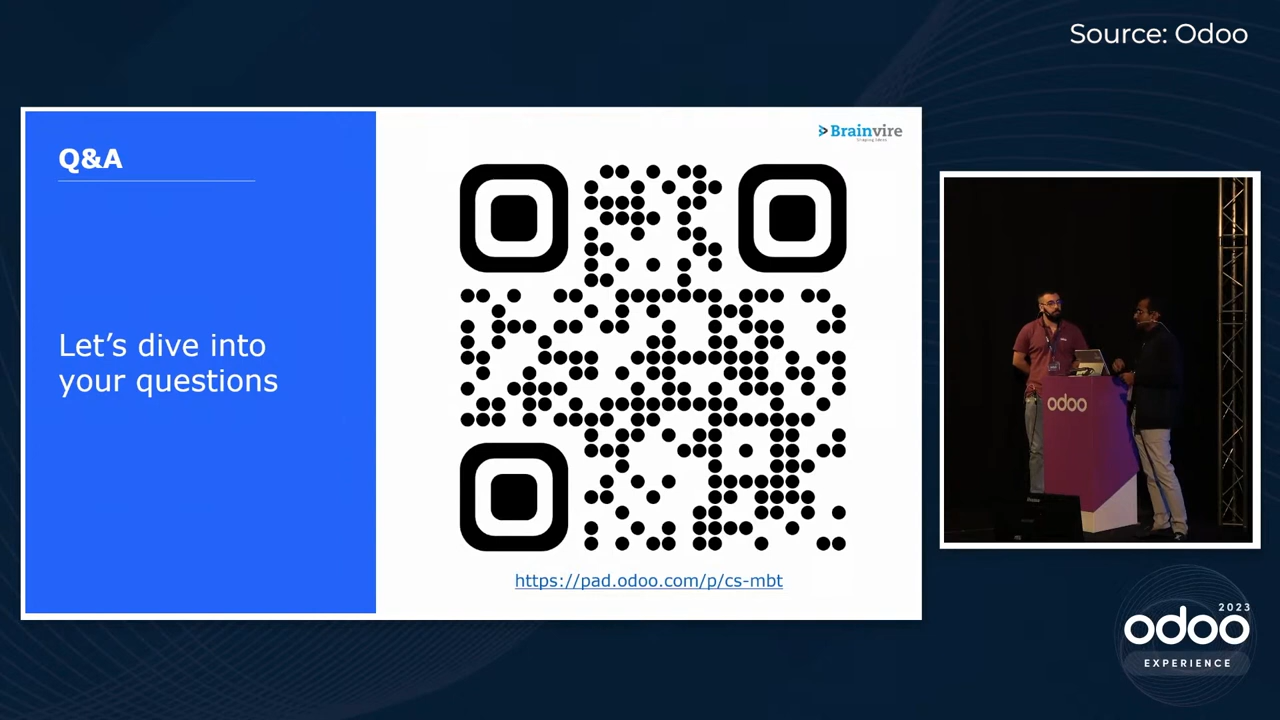 Source: Odoo
Q&A
Let's dive into
your questions
Brainvire
https://pad.odoo.com/p/cs-mbt
odoo
2023
odoo
EXPERIENCE